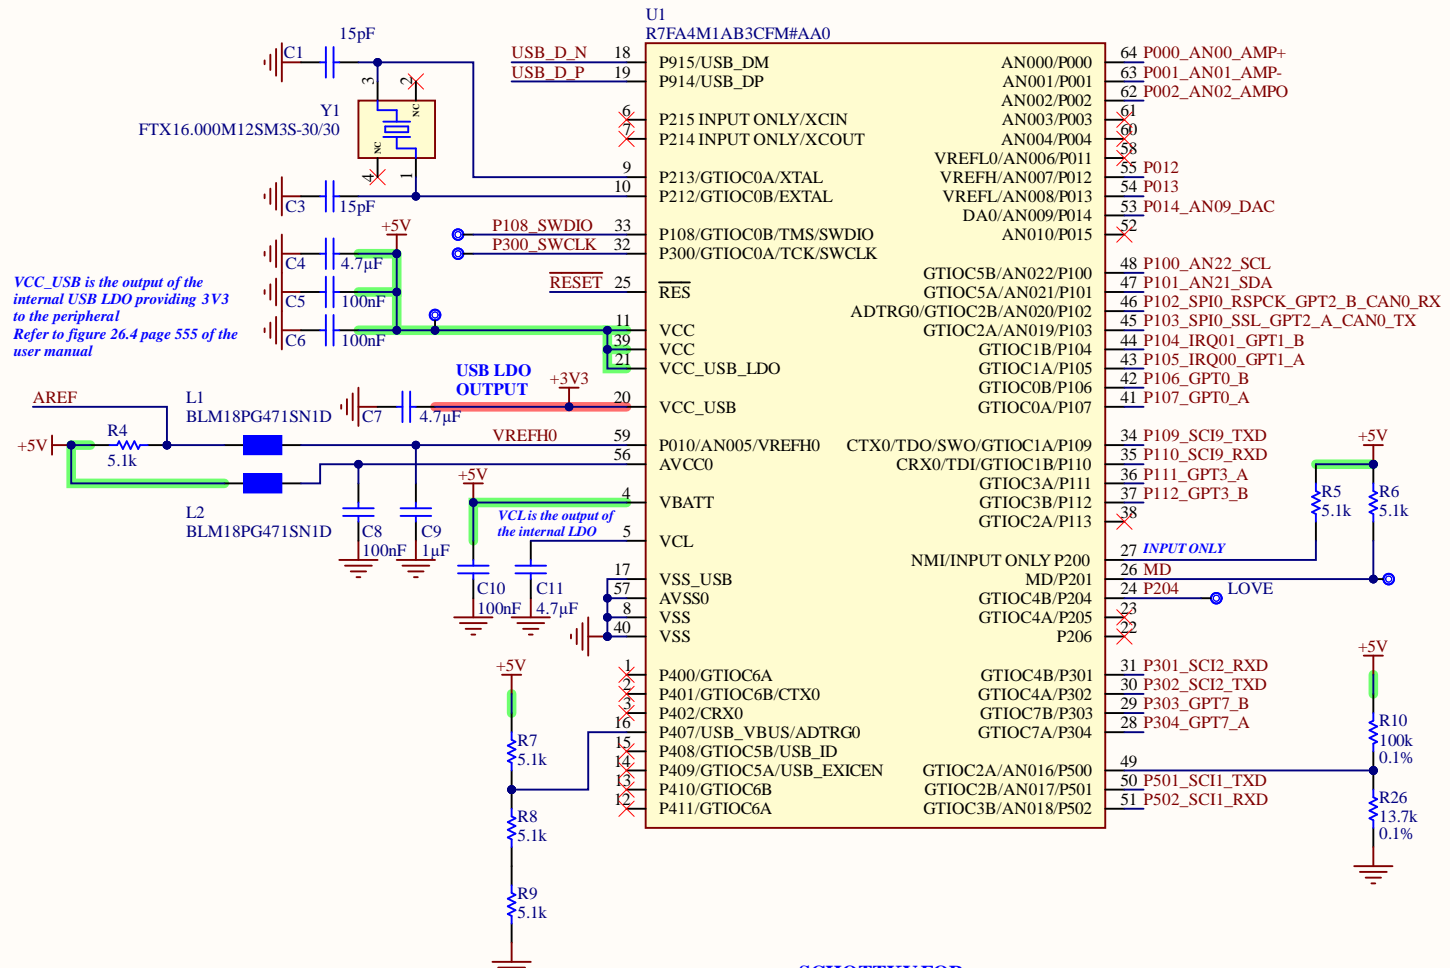 U1
R7FA4M1AB3CFM#AA0
15pF
C1
3
2
NC
Y1
FTX16.000M12SM3S-30/30
NC
4
1
C3
15pF
+5V
C4
4.7µF
C5
100nF
C6
100nF
VCC_USB is the output of the
internal USB LDO providing 3V3
to the peripheral
Refer to figure 26.4 page 555 of the
user manual
USB LDO
OUTPUT
+3V3
C7
4.7µF
AREF
L1
BLM18PG471SN1D
+5V
R4
5.1k
VREFH0
L2
BLM18PG471SN1D
C8
100nF
C9
1µF
+5V
VCL is the output of
the internal LDO
C10
100nF
C11
4.7µF
+5V
R7
5.1k
R8
5.1k
R9
5.1k
USB_D_N 18 P915/USB_DM
USB_D_P 19 P914/USB_DP
6 P215 INPUT ONLY/XCIN
7 P214 INPUT ONLY/XCOUT
9 P213/GTIOC0A/XTAL
10 P212/GTIOC0B/EXTAL
P108_SWDIO 33 P108/GTIOC0B/TMS/SWDIO
P300_SWCLK 32 P300/GTIOC0A/TCK/SWCLK
RESET 25 RES
11 VCC
39 VCC
21 VCC_USB_LDO
20 VCC_USB
59 P010/AN005/VREFH0
56 AVCC0
4 VBATT
5 VCL
17 VSS_USB
57 AVSS0
8 VSS
40 VSS
1 P400/GTIOC6A
2 P401/GTIOC6B/CTX0
3 P402/CRX0
16 P407/USB_VBUS/ADTRG0
15 P408/GTIOC5B/USB_ID
14 P409/GTIOC5A/USB_EXICEN
13 P410/GTIOC6B
12 P411/GTIOC6A
AN000/P000 64 P000_AN00_AMP+
AN001/P001 63 P001_AN01_AMP-
AN002/P002 62 P002_AN02_AMPO
AN003/P003 61
AN004/P004 60
VREFL0/AN006/P011 58
VREFH/AN007/P012 55 P012
VREFL/AN008/P013 54 P013
DA0/AN009/P014 53 P014_AN09_DAC
AN010/P015 52
GTIOC5B/AN022/P100 48 P100_AN22_SCL
GTIOC5A/AN021/P101 47 P101_AN21_SDA
ADTRG0/GTIOC2B/AN020/P102 46 P102_SPI0_RSPCK_GPT2_B_CAN0_RX
GTIOC2A/AN019/P103 45 P103_SPI0_SSL_GPT2_A_CAN0_TX
GTIOC1B/P104 44 P104_IRQ01_GPT1_B
GTIOC1A/P105 43 P105_IRQ00_GPT1_A
GTIOC0B/P106 42 P106_GPT0_B
GTIOC0A/P107 41 P107_GPT0_A
CTX0/TDO/SWO/GTIOC1A/P109 34 P109_SCI9_TXD
CRX0/TDI/GTIOC1B/P110 35 P110_SCI9_RXD
GTIOC3A/P111 36 P111_GPT3_A
GTIOC3B/P112 37 P112_GPT3_B
GTIOC2A/P113 38
NMI/INPUT ONLY P200 27 INPUT ONLY
MD/P201 26 MD
GTIOC4B/P204 24 P204 LOVE
GTIOC4A/P205 23
P206 22
GTIOC4B/P301 31 P301_SCI2_RXD
GTIOC4A/P302 30 P302_SCI2_TXD
GTIOC7B/P303 29 P303_GPT7_B
GTIOC7A/P304 28 P304_GPT7_A
GTIOC2A/AN016/P500 49
GTIOC2B/AN017/P501 50 P501_SCI1_TXD
GTIOC3B/AN018/P502 51 P502_SCI1_RXD
+5V
R5
5.1k
R6
5.1k
+5V
R10
100k
0.1%
R26
13.7k
0.1%
SCHOTTKY FOR